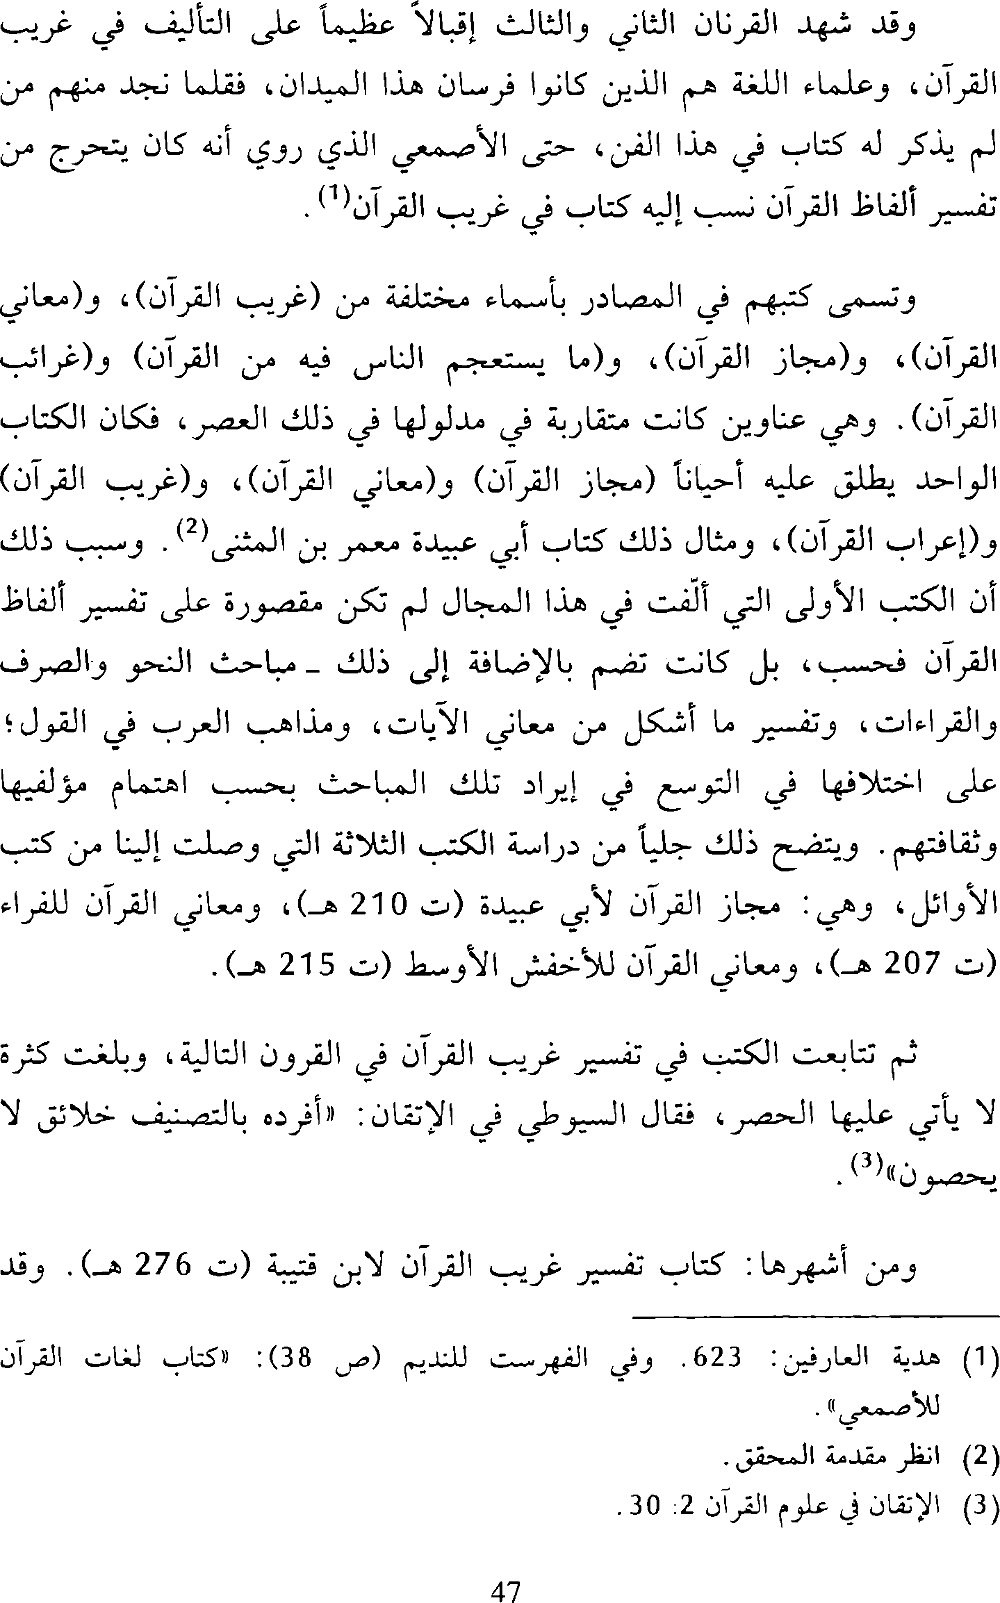 وقد شهد القرنان الثاني والثالث إقبالاً عظيماً على التأليف في غريب
القرآن، وعلماء اللغة هم الذين كانوا فرسان هذا الميدان، فقلما نجد منهم من
لم يذكر له كتاب في هذا الفن، حتى الأصمعي الذي روي أنه كان يتحرج من
تفسير ألفاظ القرآن نسب إليه كتاب في غريب القرآن(1).
وتسمى كتبهم في المصادر بأسماء مختلفة من (غريب القرآن)، و(معاني
القرآن)، و(مجاز القرآن)، و(ما يستعجم الناس فيه من القرآن) و(غرائب
القرآن). وهي عناوين كانت متقاربة في مدلولها في ذلك العصر، فكان الكتاب
الواحد يطلق عليه أحياناً (مجاز القرآن) و(معاني القرآن)، و(غريب القرآن)
و(إعراب القرآن)، ومثال ذلك كتاب أبي عبيدة معمر بن المثنى(2). وسبب ذلك
أن الكتب الأولى التي ألّفت في هذا المجال لم تكن مقصورة على تفسير ألفاظ
القرآن فحسب، بل كانت تضم بالإضافة إلى ذلك - مباحث النحو والصرف
والقراءات، وتفسير ما أشكل من معاني الآيات، ومذاهب العرب في القول؛
على اختلافها في التوسع في إيراد تلك المباحث بحسب اهتمام مؤلفيها
وثقافتهم. ويتضح ذلك جلياً من دراسة الكتب الثلاثة التي وصلت إلينا من كتب
الأوائل، وهي: مجاز القرآن لأبي عبيدة (ت 210 هـ)، ومعاني القرآن للفراء
(ت 207 هـ)، ومعاني القرآن للأخفش الأوسط (ت 215 هـ).
ثم تتابعت الكتب في تفسير غريب القرآن في القرون التالية، وبلغت كثرة
لا يأتي عليها الحصر، فقال السيوطي في الإتقان: «أفرده بالتصنيف خلائق لا
يحصون»(3).
ومن أشهرها: كتاب تفسير غريب القرآن لابن قتيبة (ت 276 هـ). وقد
(1) هدية العارفين: 623. وفي الفهرست للنديم (ص 38): «كتاب لغات القرآن
للأصمعي».
(2) انظر مقدمة المحقق.
(3) الإتقان في علوم القرآن 2: 30.
47